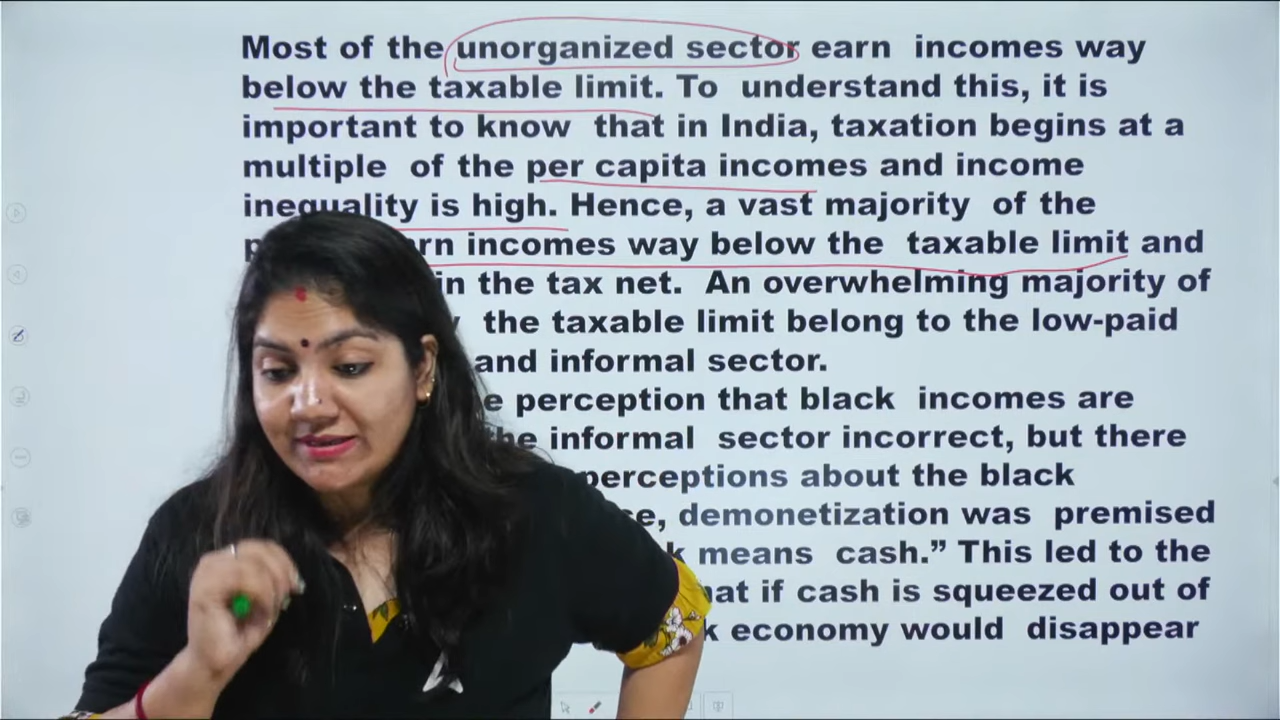 Most of the unorganized sector earn incomes way
below the taxable limit. To understand this, it is
important to know that in India, taxation begins at a
multiple of the per capita incomes and income
inequality is high. Hence, a vast majority of the
incomes way below the taxable limit and
in the tax net. An overwhelming majority of
the taxable limit belong to the low-paid
and informal sector.
perception that black incomes are
the informal sector incorrect, but there
perceptions about the black
demonetization was premised
means cash.” This led to the
if cash is squeezed out of
economy would disappear